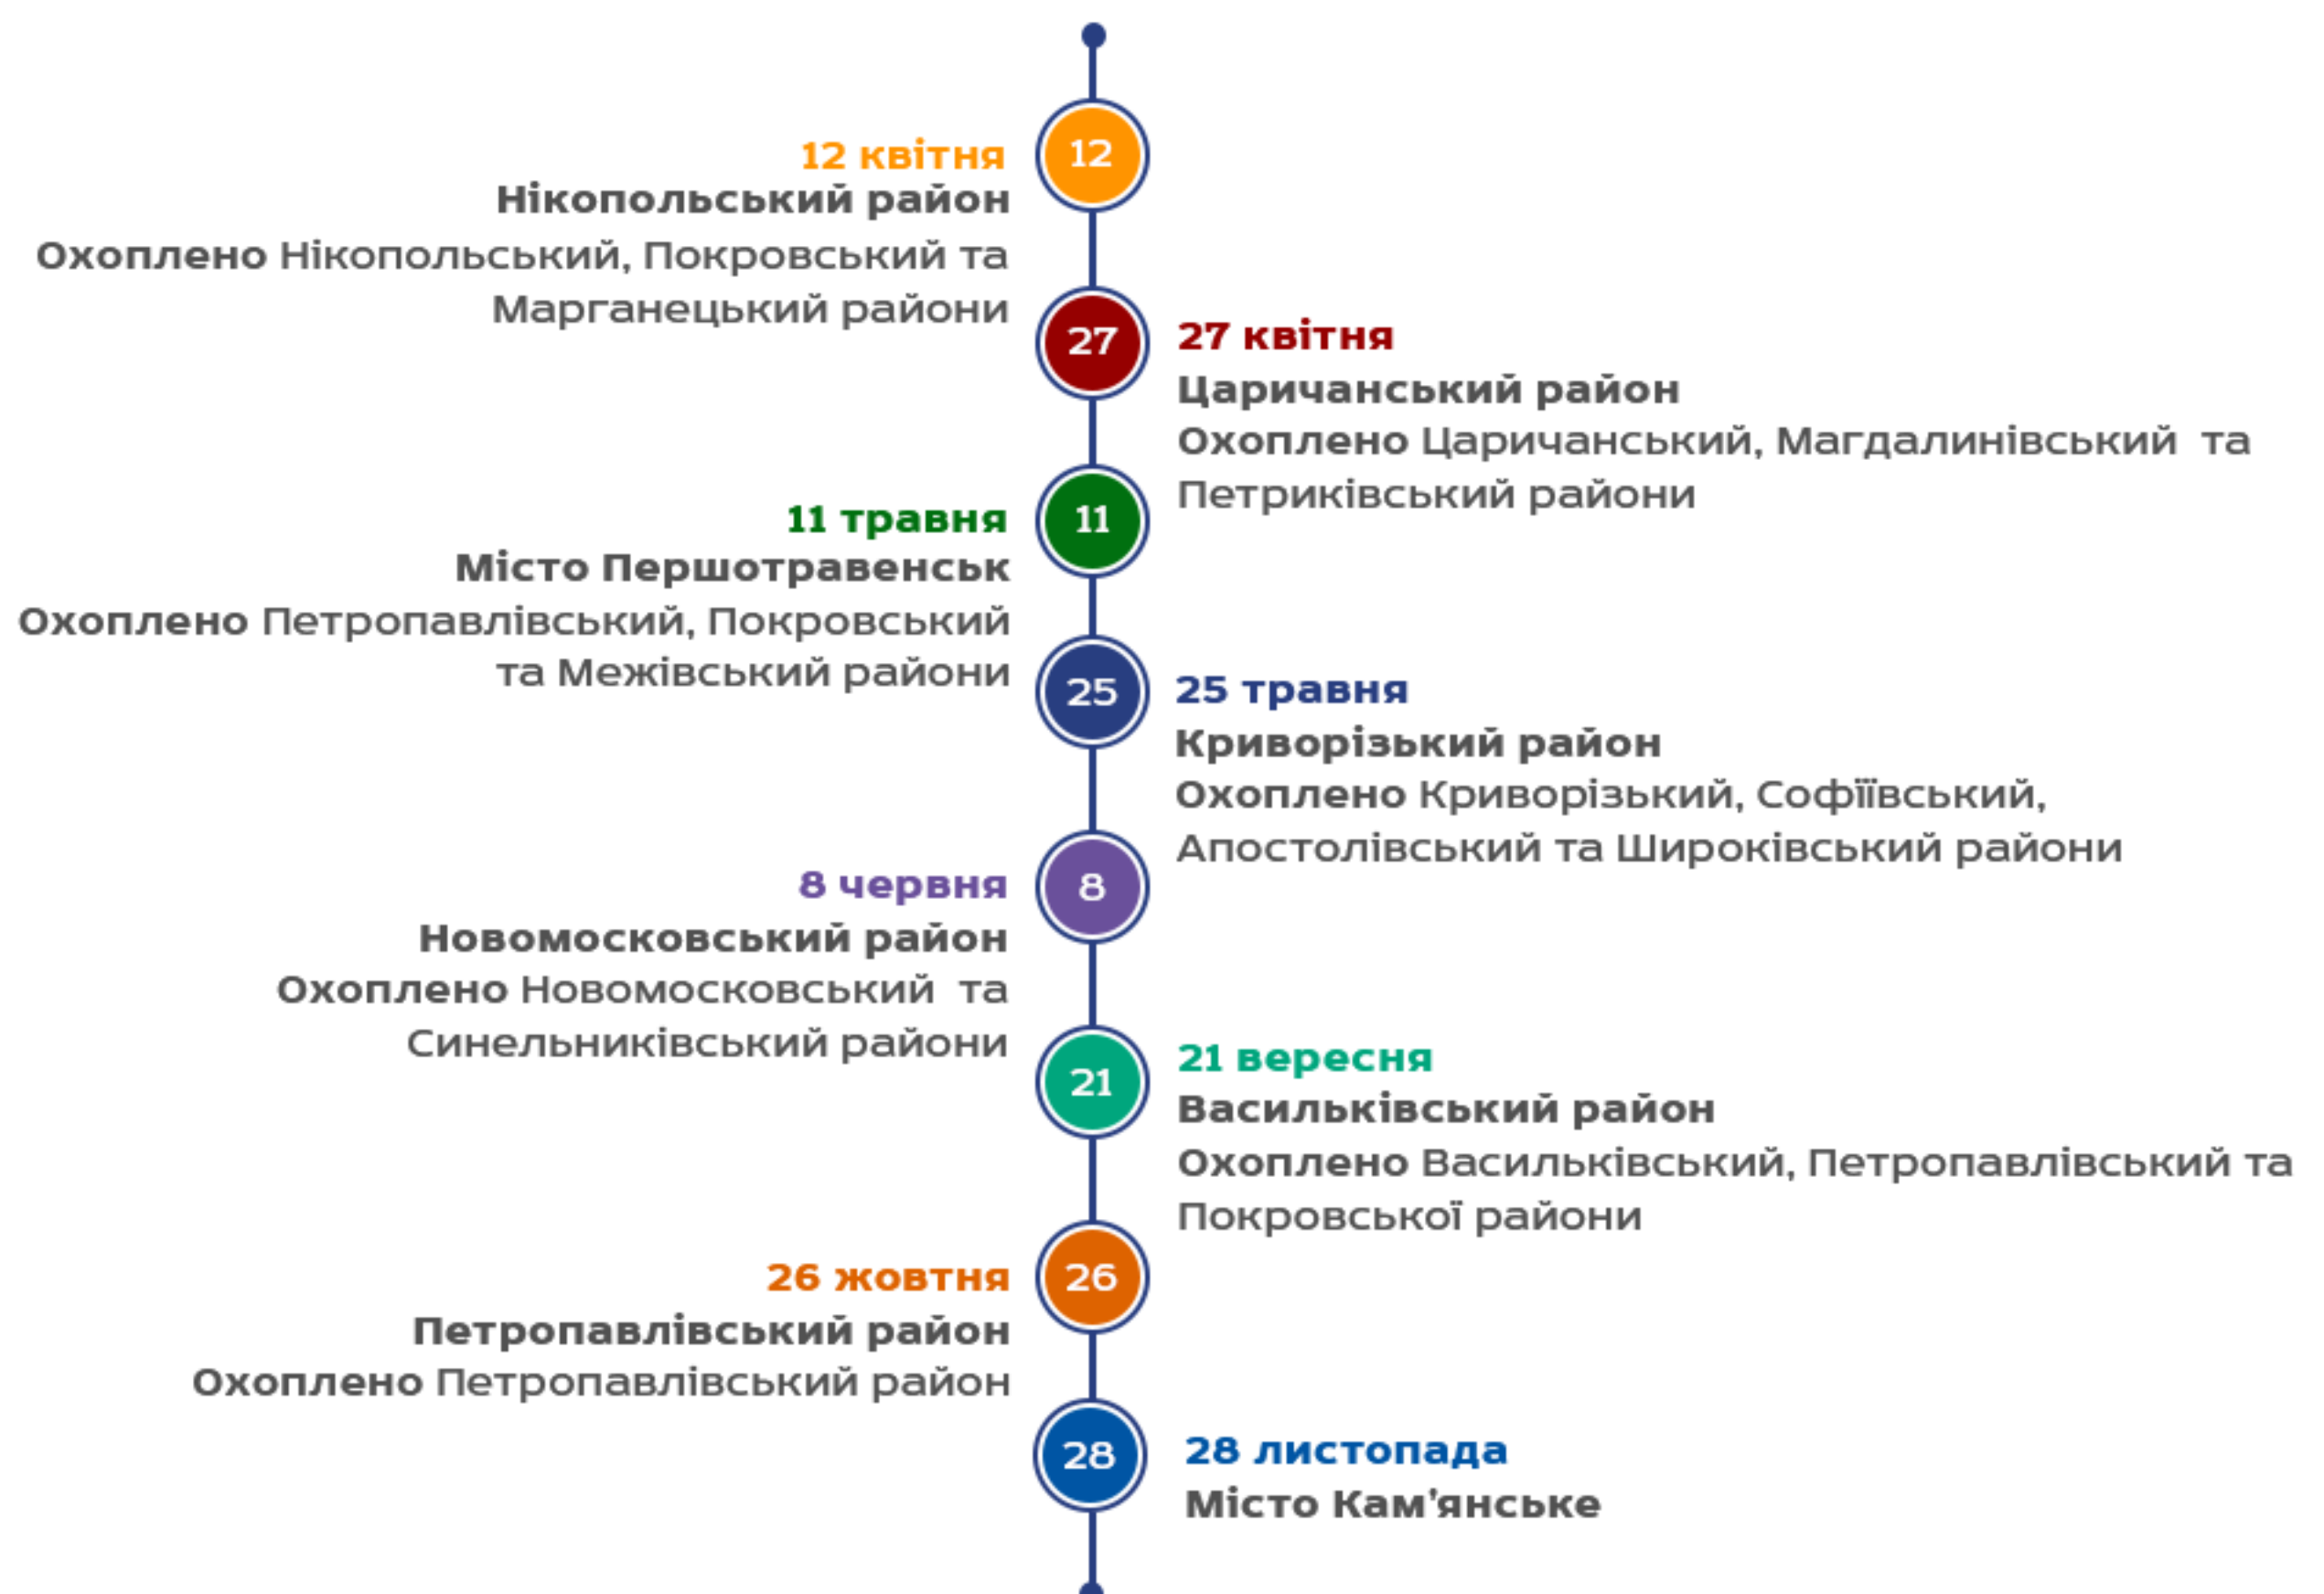 12
12 квітня
Нікопольський район
Охоплено Нікопольський, Покровський та
Марганецький райони
27
27 квітня
Царичанський район
Охоплено Царичанський, Магдалинівський та
Петриківський райони
11
11 травня
Місто Першотравенськ
Охоплено Петропавлівський, Покровський
та Межівський райони
25
25 травня
Криворізький район
Охоплено Криворізький, Софіївський,
Апостолівський та Широківський райони
8
8 червня
Новомосковський район
Охоплено Новомосковський та
Синельниківський райони
21
21 вересня
Васильківський район
Охоплено Васильківський, Петропавлівський та
Покровської райони
26
26 жовтня
Петропавлівський район
Охоплено Петропавлівський район
28
28 листопада
Місто Кам'янське